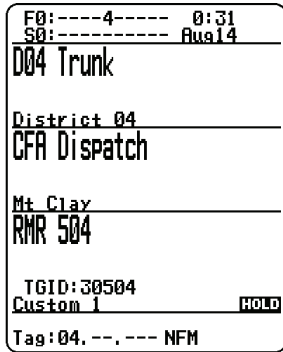 F0:----4-----  0:31
S0:---------- Aug14
D04 Trunk
District 04
CFA Dispatch
Mt Clay
RMR 504
TGID:30504
Custom 1 HOLD
Tag:04.--.--- NFM